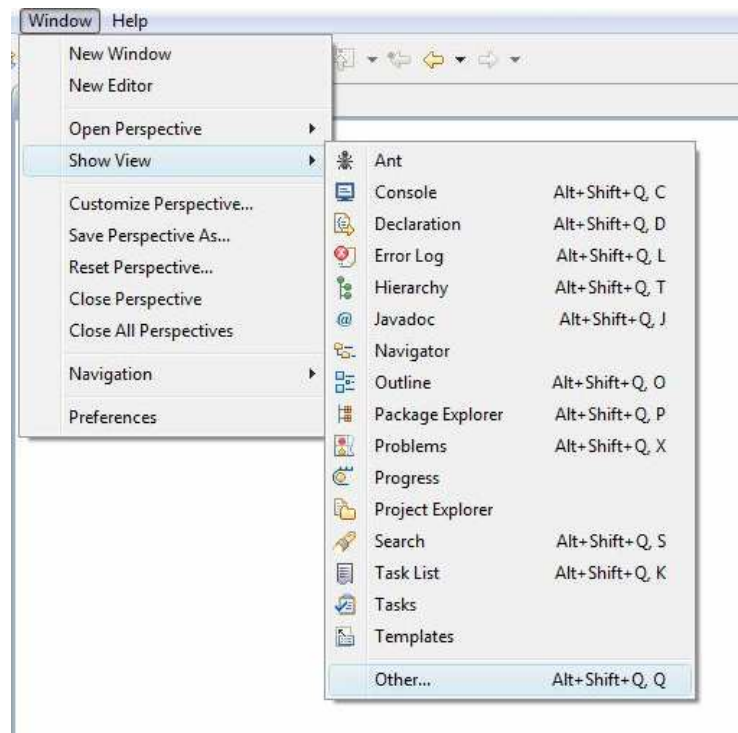 Window Help
New Window
New Editor
Open Perspective
Show View
Customize Perspective...
Save Perspective As...
Reset Perspective...
Close Perspective
Close All Perspectives
Navigation
Preferences
Ant
Console Alt+Shift+Q, C
Declaration Alt+Shift+Q, D
Error Log Alt+Shift+Q, L
Hierarchy Alt+Shift+Q, T
Javadoc Alt+Shift+Q, J
Navigator
Outline Alt+Shift+Q, O
Package Explorer Alt+Shift+Q, P
Problems Alt+Shift+Q, X
Progress
Project Explorer
Search Alt+Shift+Q, S
Task List Alt+Shift+Q, K
Tasks
Templates
Other... Alt+Shift+Q, Q